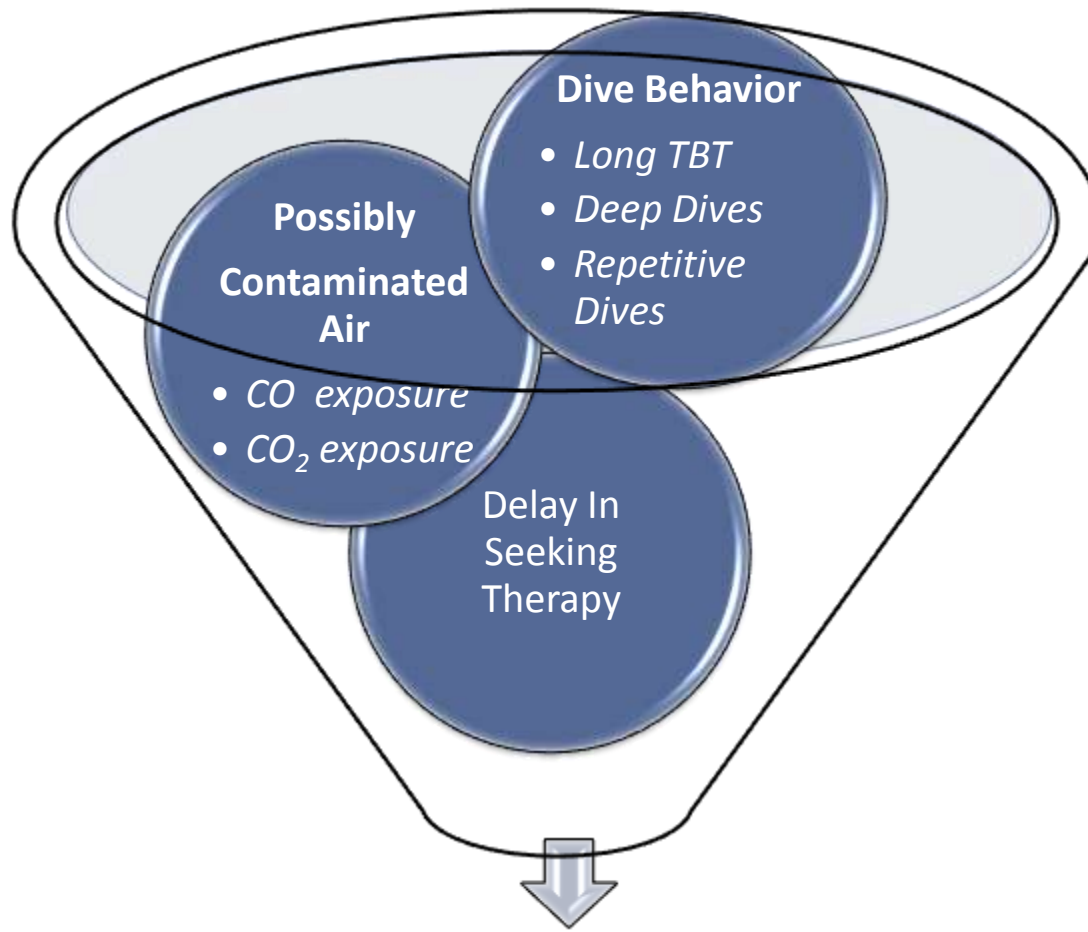 Dive Behavior
• Long TBT
• Deep Dives
• Repetitive
Dives
Possibly
Contaminated
Air
• CO exposure
• CO₂ exposure
Delay In
Seeking
Therapy